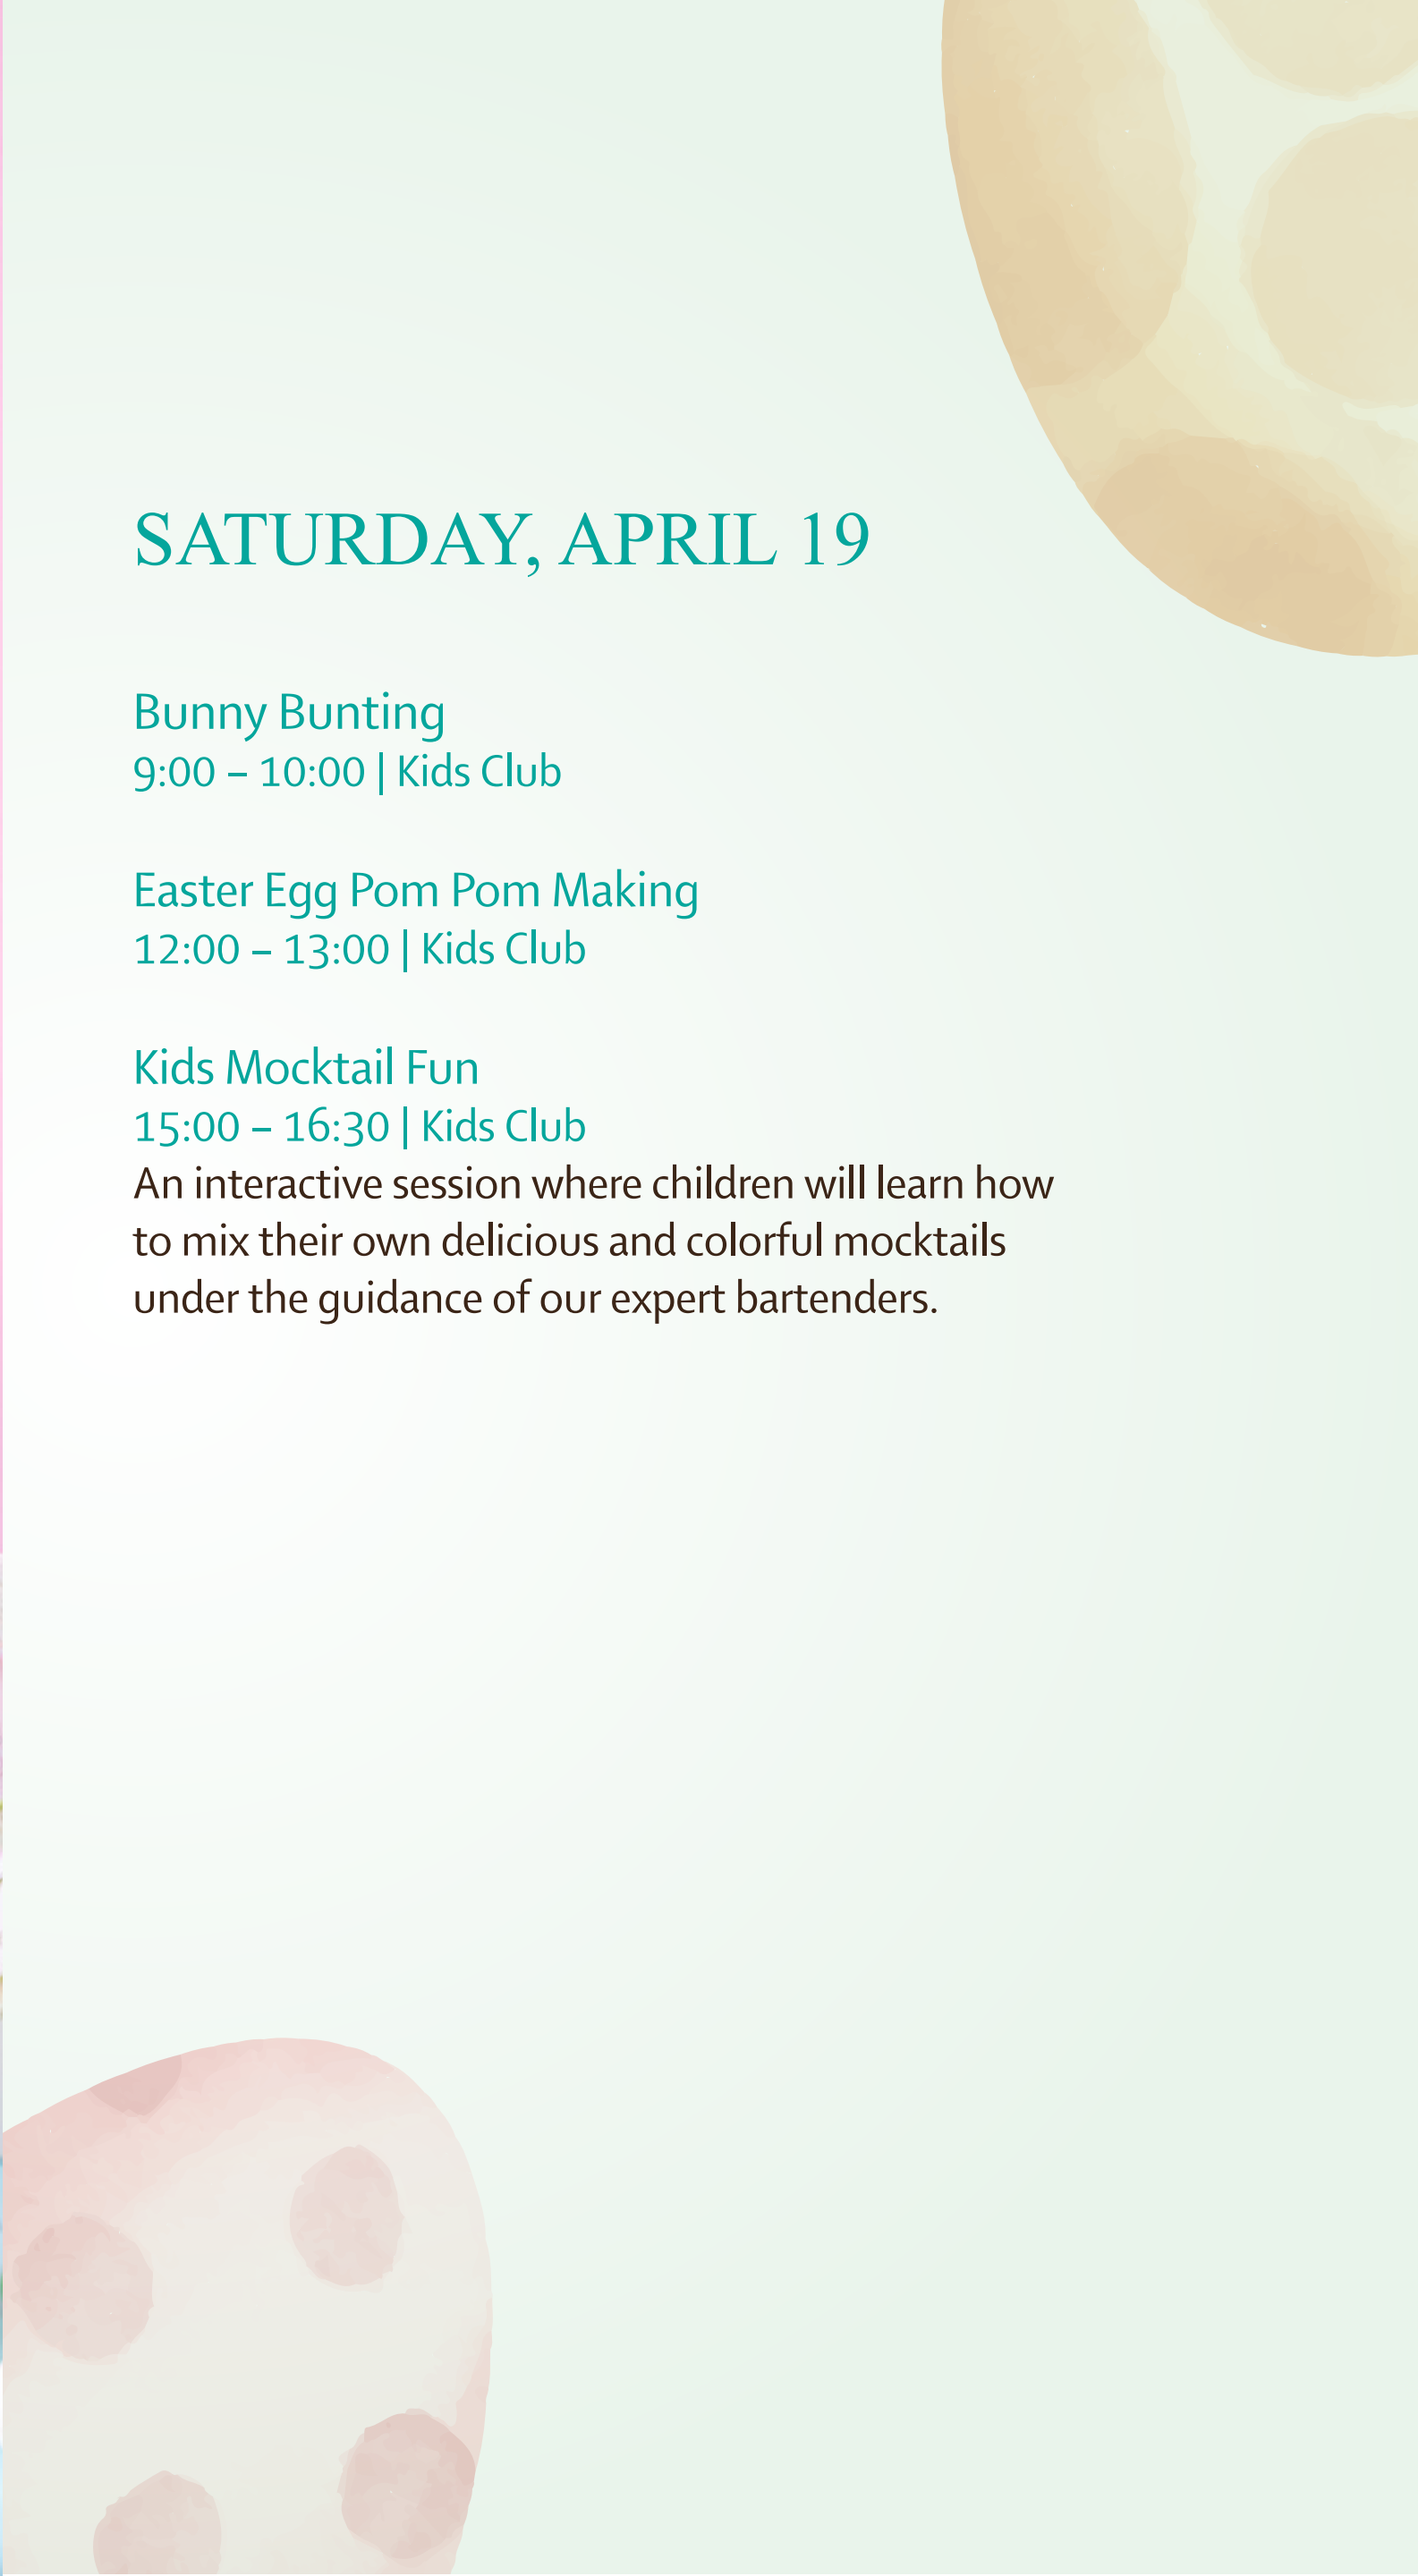 SATURDAY, APRIL 19
Bunny Bunting
9:00 – 10:00 | Kids Club
Easter Egg Pom Pom Making
12:00 – 13:00 | Kids Club
Kids Mocktail Fun
15:00 – 16:30 | Kids Club
An interactive session where children will learn how
to mix their own delicious and colorful mocktails
under the guidance of our expert bartenders.